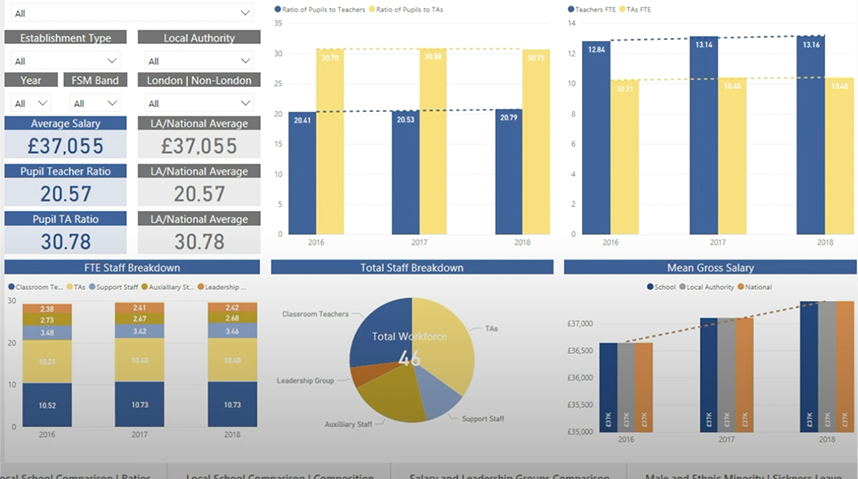 All
Establishment Type
Local Authority
All
All
Year
FSM Band
London | Non-London
All
All
All
Average Salary
LA/National Average
£37,055
£37,055
Pupil Teacher Ratio
LA/National Average
20.57
20.57
Pupil TA Ratio
LA/National Average
30.78
30.78
Ratio of Pupils to Teachers
Ratio of Pupils to TAs
35
30
25
20
15
10
5
0
20.41
30.70
20.53
20.79
30.75
2016
2017
2018
Teachers FTE
TAs FTE
14
12
10
8
6
4
2
0
12.84
10.21
13.14
10.40
13.16
10.40
2016
2017
2018
FTE Staff Breakdown
Classroom Te...
TAs
Support Staff
Auxialliary St...
Leadership ...
30
20
10
0
2.38
2.73
3.48
10.21
10.52
2.41
2.67
3.42
10.40
10.73
2.42
2.68
3.46
10.40
10.73
2016
2017
2018
Total Staff Breakdown
Classroom Teachers
TAs
Total Workforce
46
Leadership Group
Auxilliary Staff
Support Staff
Mean Gross Salary
School
Local Authority
National
£37,000
£36,500
£36,000
£35,500
£35,000
£37K
£37K
£37K
£37K
£37K
£37K
£37K
£37K
£37K
2016
2017
2018
School Comparison | Ratios
Local School Comparison | Composition
Salary and Leadership Groups Comparison
Male and Ethnic Minority | Sickness Leave